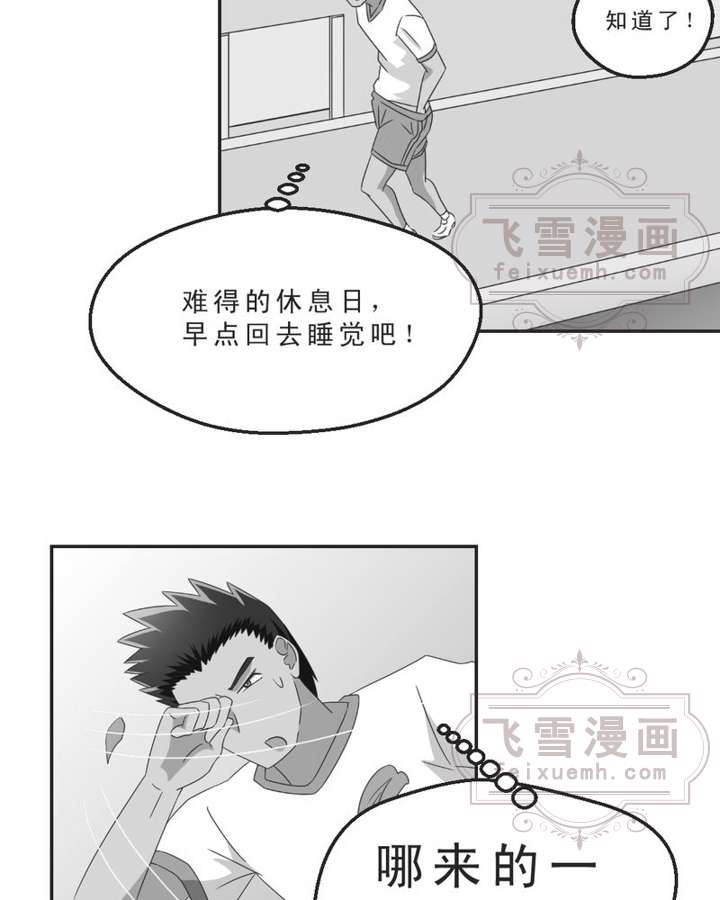 知道了！
飞雪漫画
feixuemh.com
难得的休息日，
早点回去睡觉吧！
飞雪漫画
feixuemh.com
哪来的一